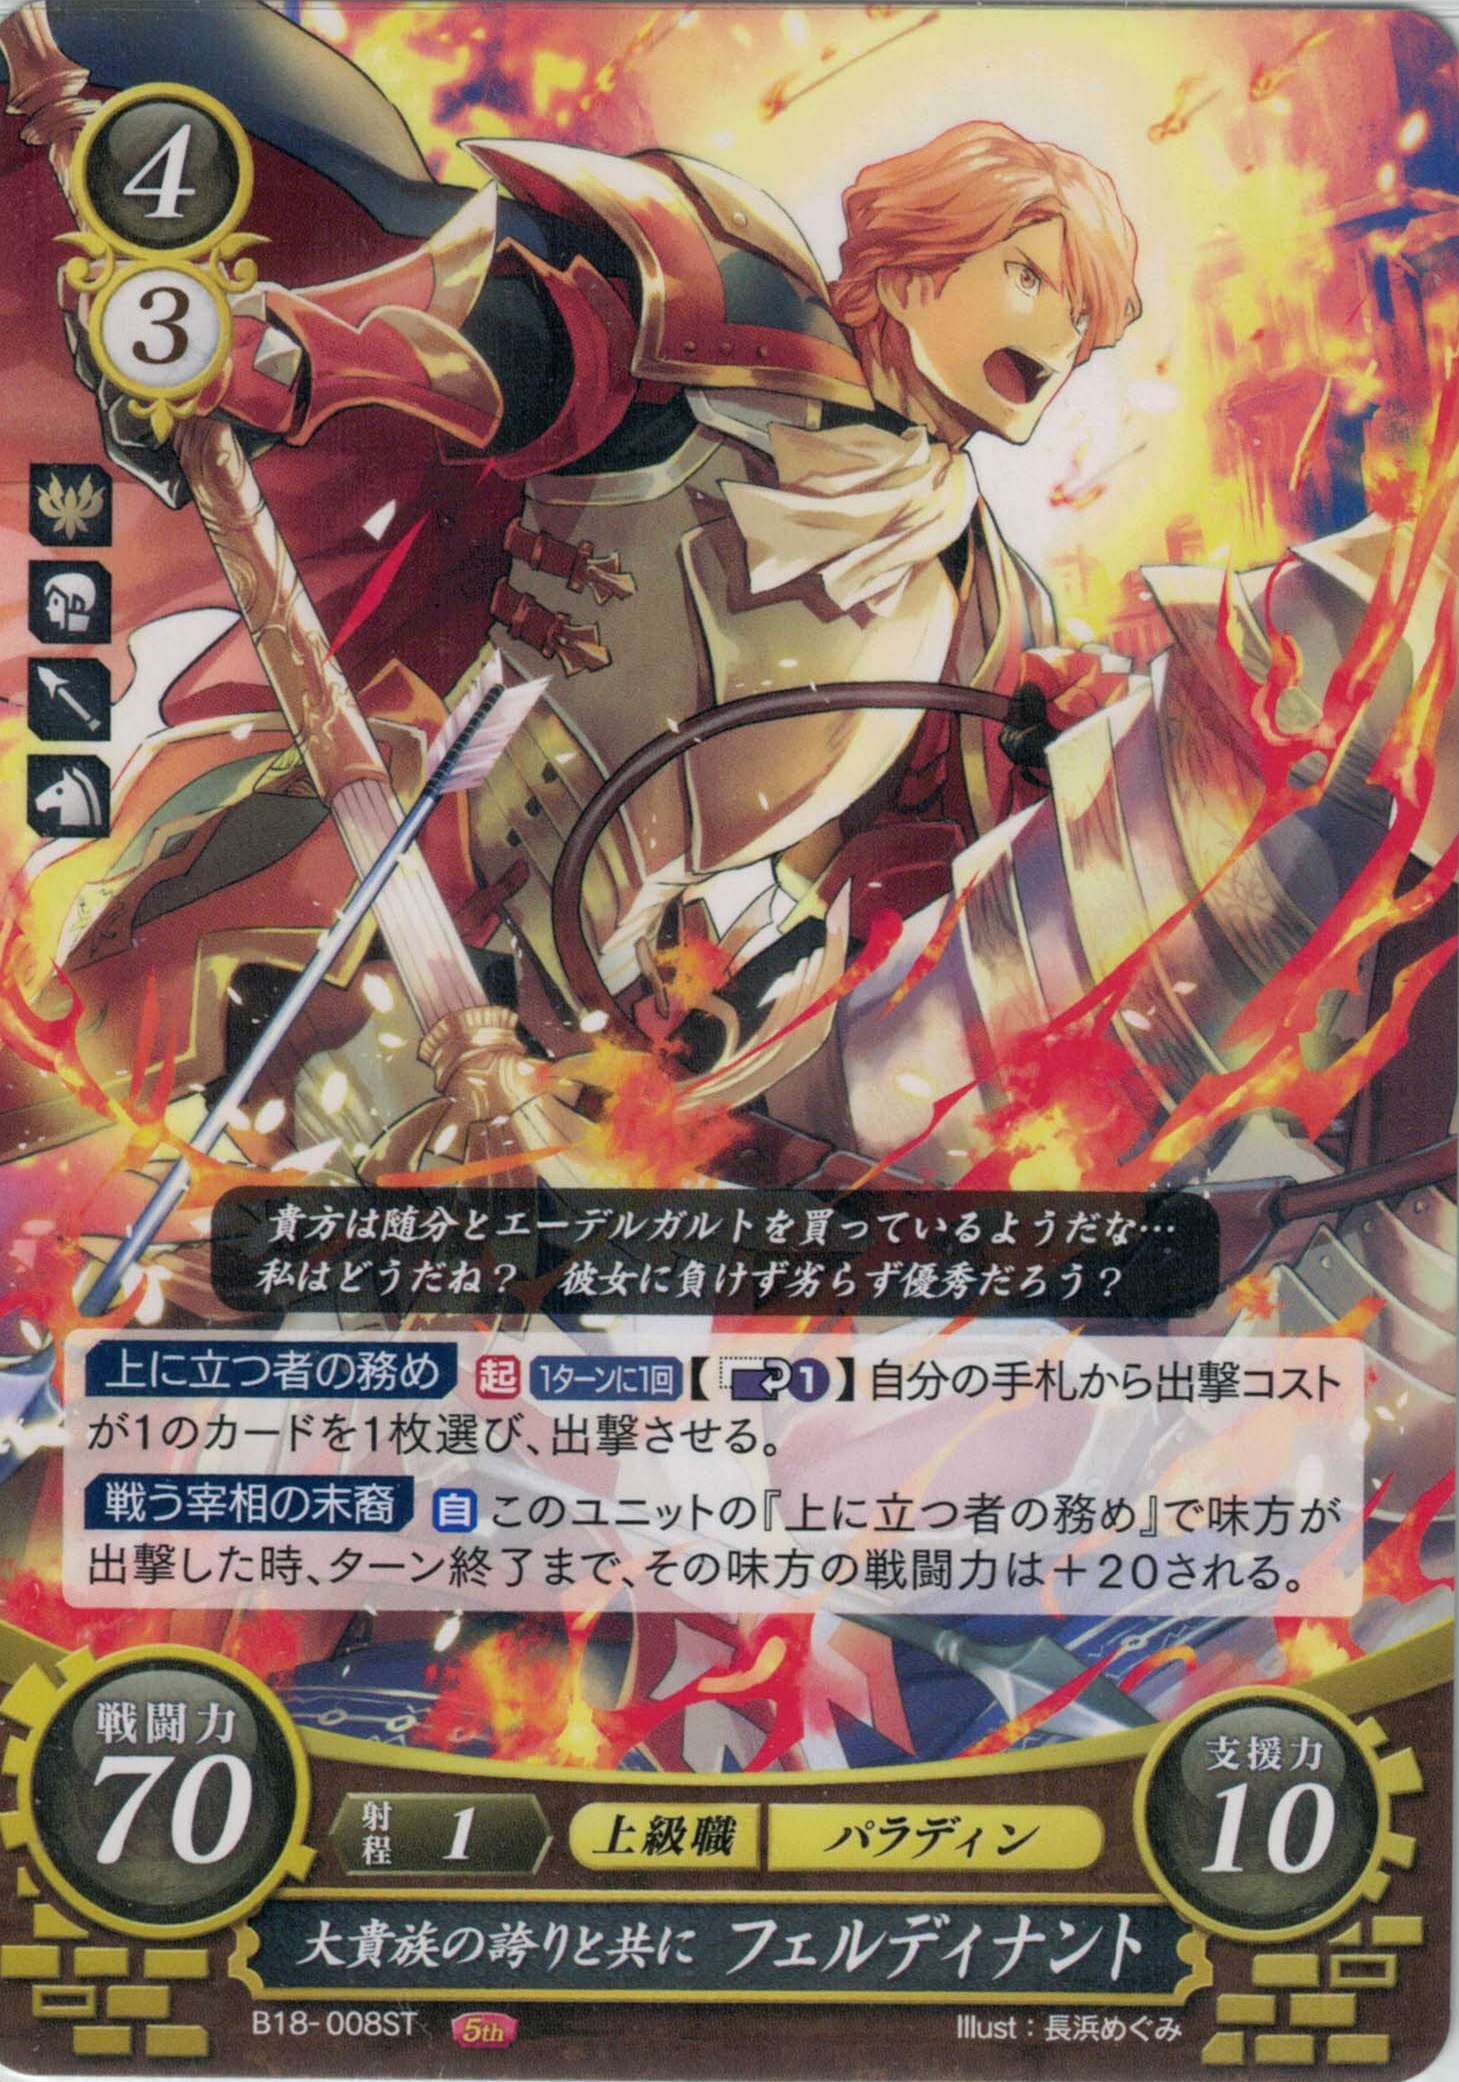 4
3
貴方は随分とエーデルガルトを買っているようだな…
私はどうだね？　彼女に負けず劣らず優秀だろう？
上に立つ者の務め 起 1ターンに1回【1】自分の手札から出撃コスト
が1のカードを1枚選び、出撃させる。
戦う宰相の末裔 自 このユニットの『上に立つ者の務め』で味方が
出撃した時、ターン終了まで、その味方の戦闘力は＋20される。
戦闘力
70
射程 1
上級職 パラディン
支援力
10
大貴族の誇りと共に フェルディナント
B18-008ST 5th
Illust：長浜めぐみ